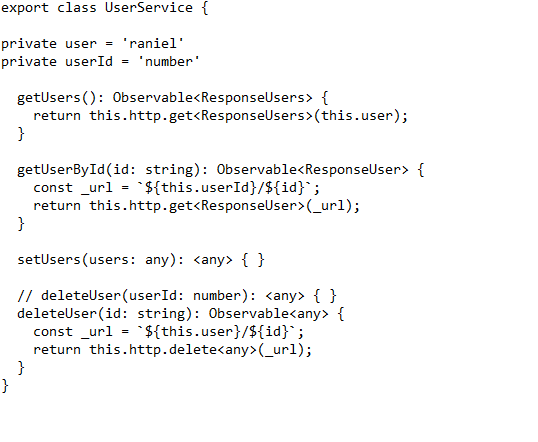 export class UserService {
private user = 'raniel'
private userId = 'number'
getUsers(): Observable<ResponseUsers> {
return this.http.get<ResponseUsers>(this.user);
}
getUserById(id: string): Observable<ResponseUser> {
const _url = `${this.userId}/${id}`;
return this.http.get<ResponseUser>(_url);
}
setUsers(users: any): <any> { }
// deleteUser(userId: number): <any> { }
deleteUser(id: string): Observable<any> {
const _url = `${this.user}/${id}`;
return this.http.delete<any>(_url);
}
}